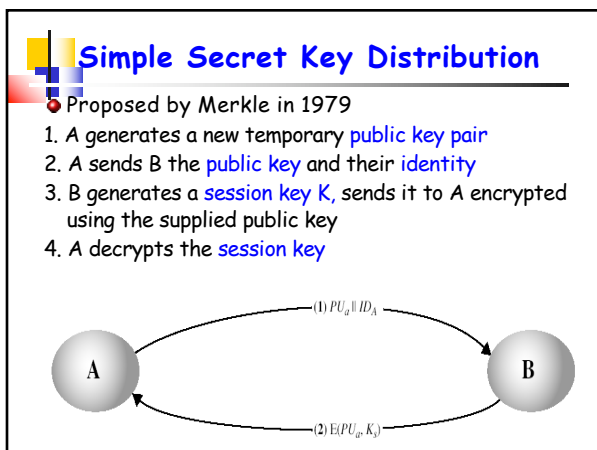 Simple Secret Key Distribution
Proposed by Merkle in 1979
1. A generates a new temporary public key pair
2. A sends B the public key and their identity
3. B generates a session key K, sends it to A encrypted
using the supplied public key
4. A decrypts the session key
(1) PUa || IDA
A
B
(2) E(PUa, Ks)